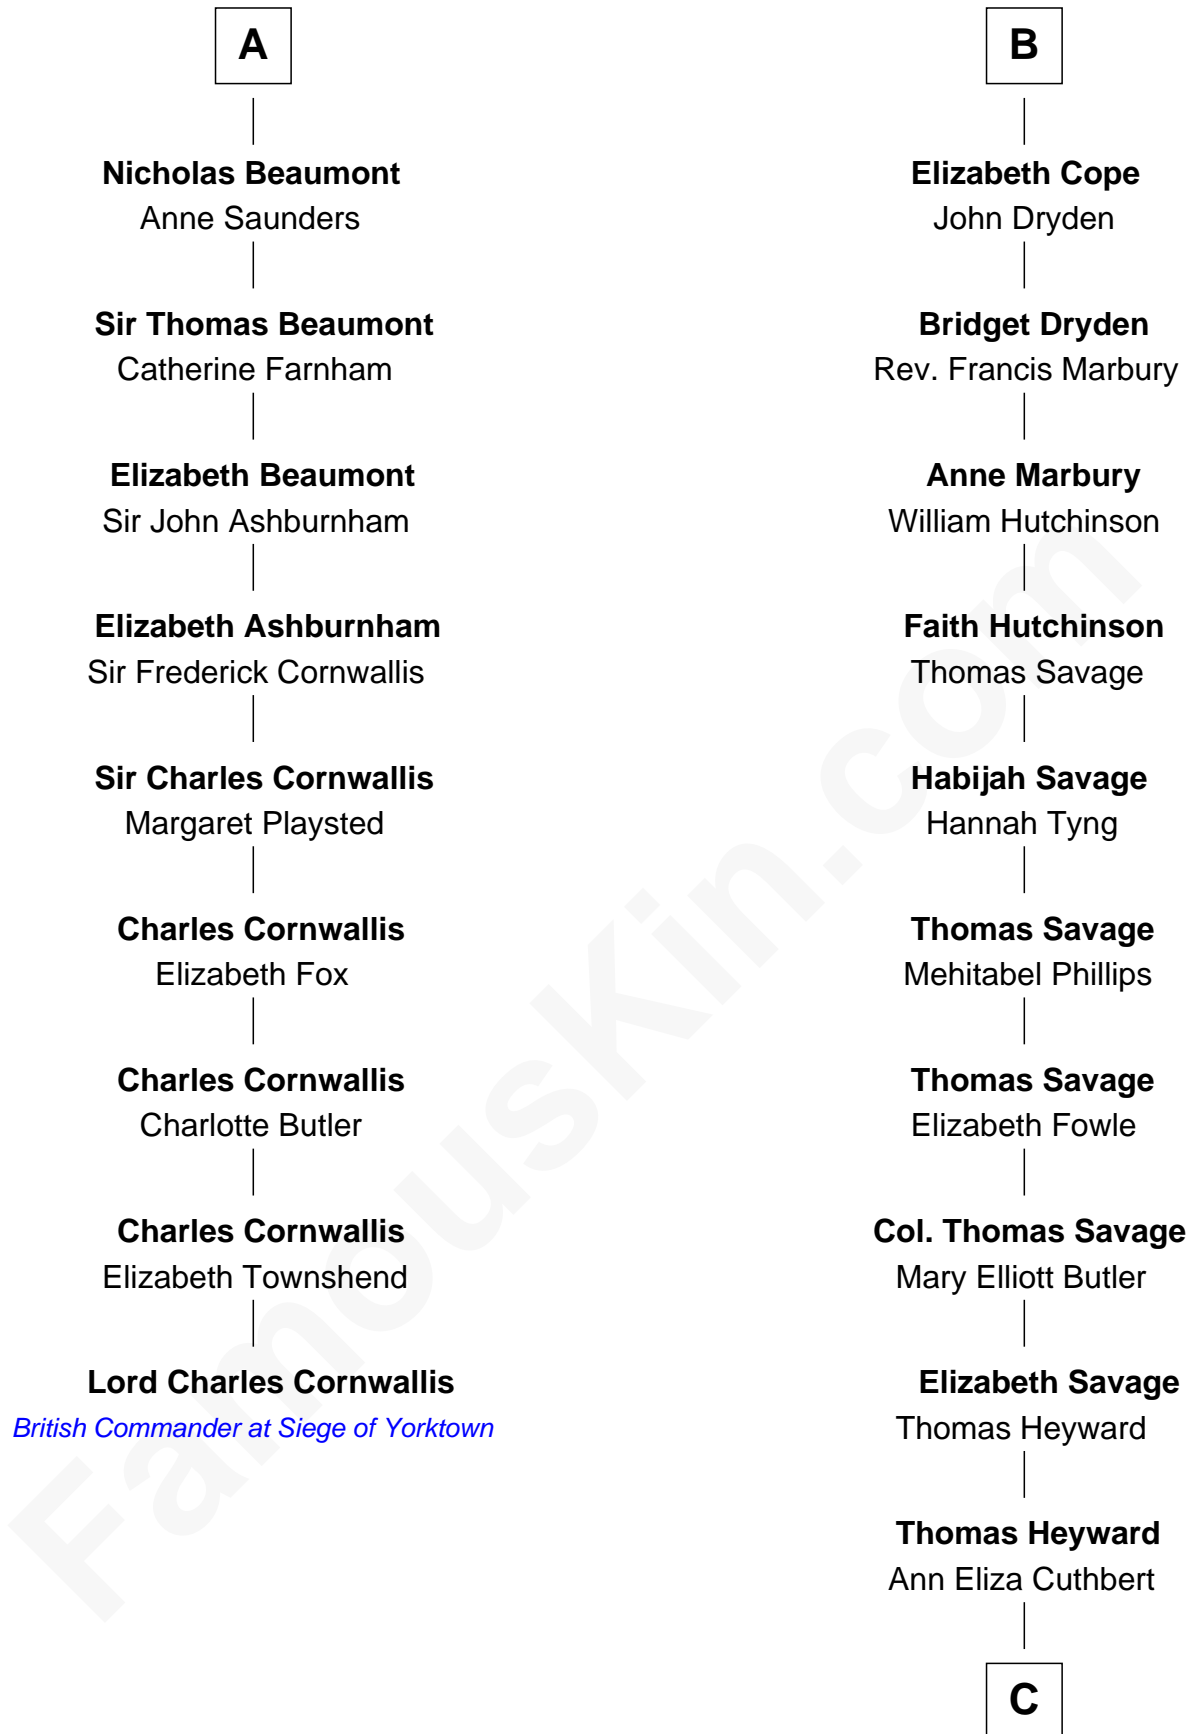 A
Nicholas Beaumont
Anne Saunders
Sir Thomas Beaumont
Catherine Farnham
Elizabeth Beaumont
Sir John Ashburnham
Elizabeth Ashburnham
Sir Frederick Cornwallis
Sir Charles Cornwallis
Margaret Playsted
Charles Cornwallis
Elizabeth Fox
Charles Cornwallis
Charlotte Butler
Charles Cornwallis
Elizabeth Townshend
Lord Charles Cornwallis
British Commander at Siege of Yorktown
B
Elizabeth Cope
John Dryden
Bridget Dryden
Rev. Francis Marbury
Anne Marbury
William Hutchinson
Faith Hutchinson
Thomas Savage
Habijah Savage
Hannah Tyng
Thomas Savage
Mehitabel Phillips
Thomas Savage
Elizabeth Fowle
Col. Thomas Savage
Mary Elliott Butler
Elizabeth Savage
Thomas Heyward
Thomas Heyward
Ann Eliza Cuthbert
C
FamousKin.com